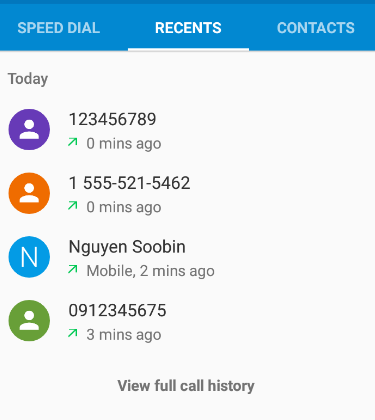 SPEED DIAL RECENTS CONTACTS
Today
123456789
0 mins ago
1 555-521-5462
0 mins ago
N
Nguyen Soobin
Mobile, 2 mins ago
0912345675
3 mins ago
View full call history